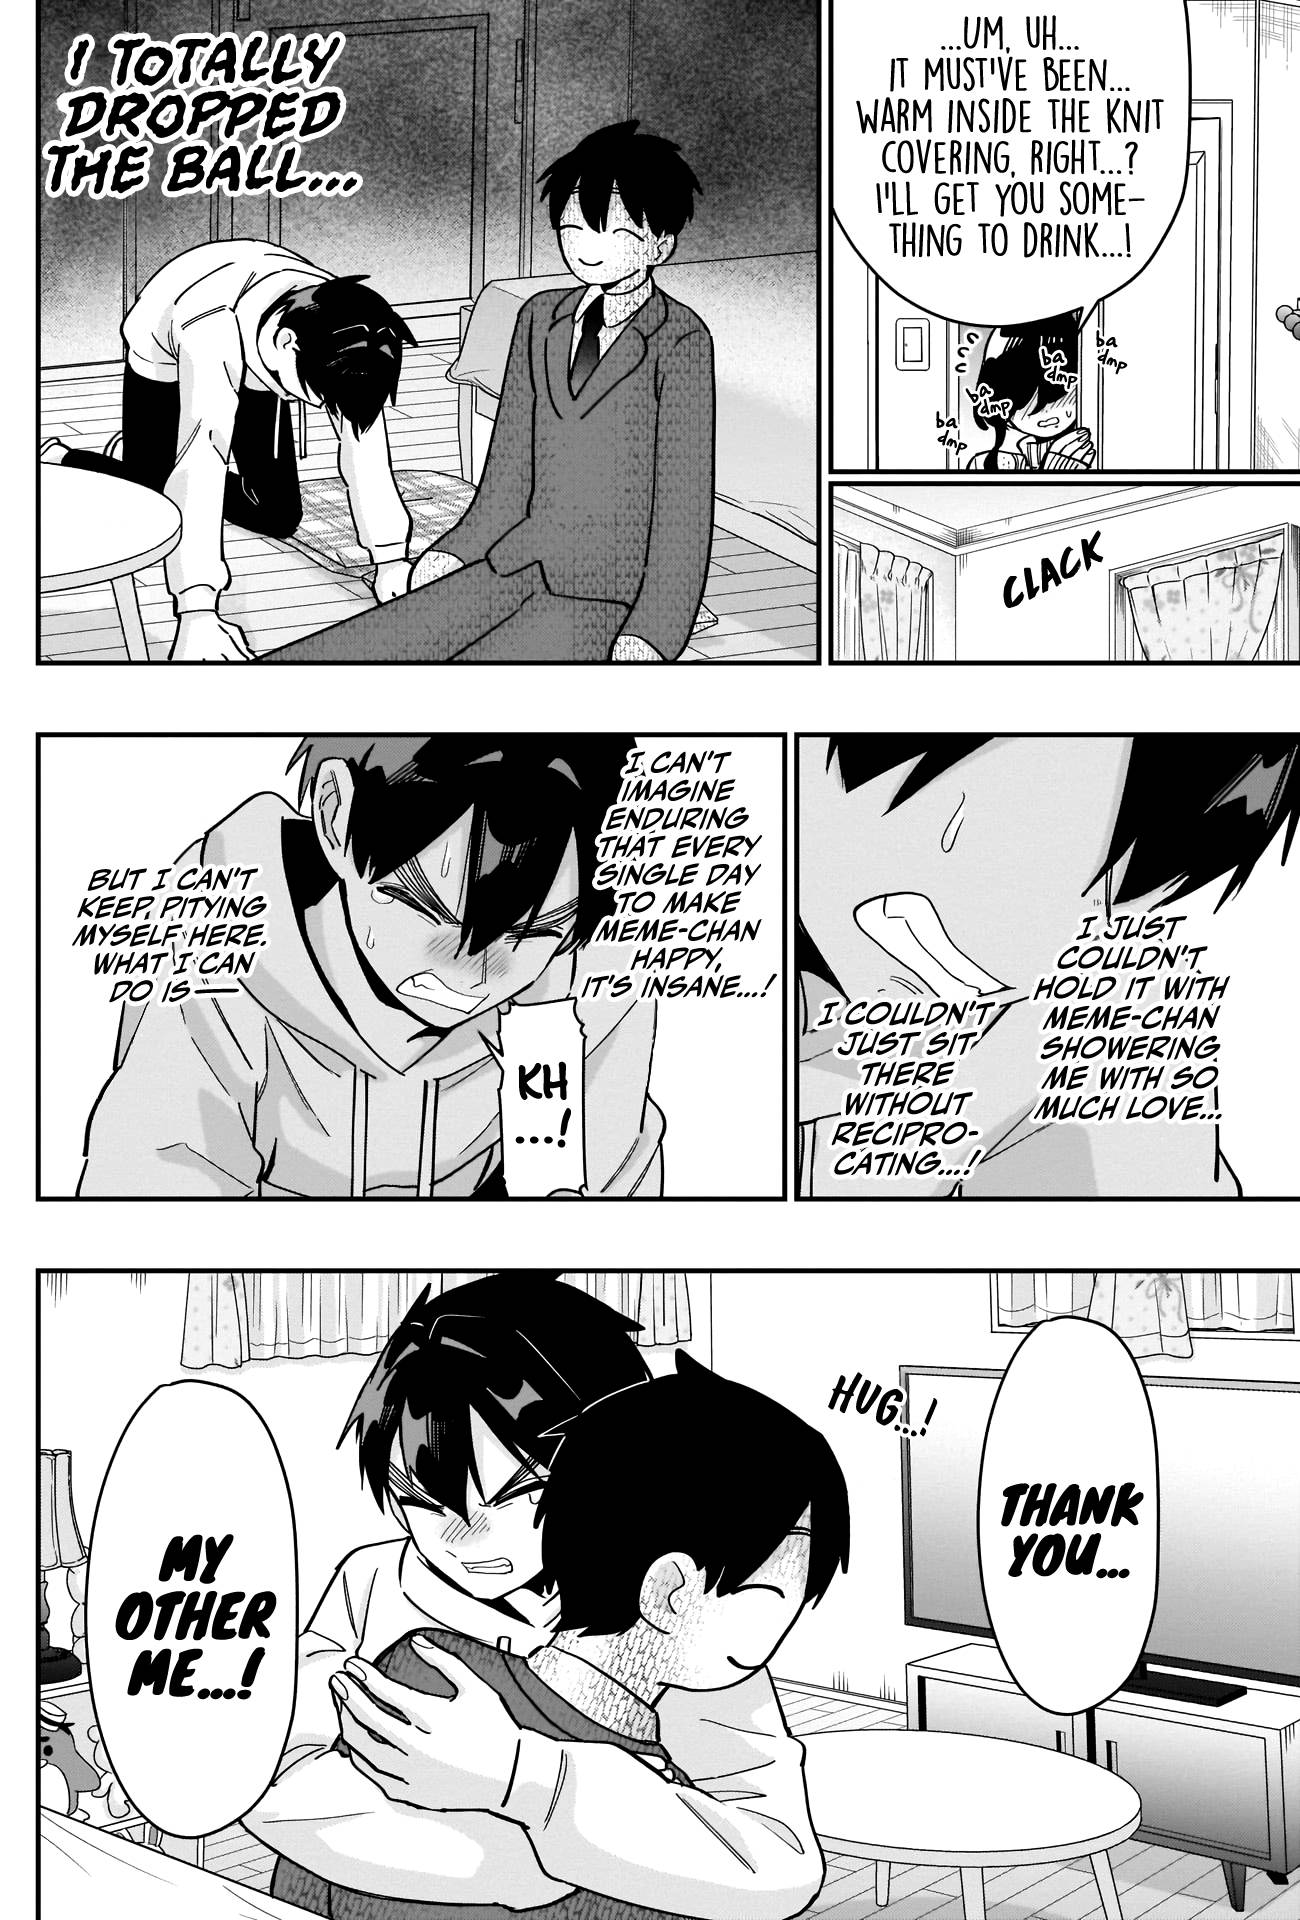 ...UM, UH...
IT MUST'VE BEEN...
WARM INSIDE THE KNIT
COVERING, RIGHT...?
I'LL GET YOU SOME-
THING TO DRINK...!
ba
dmp
ba
dmp
ba
dmp
ba
dmp
CLACK
I TOTALLY
DROPPED
THE BALL...
I JUST
COULDN'T
HOLD IT WITH
MEME-CHAN
SHOWERING
ME WITH SO
MUCH LOVE...
I COULDN'T
JUST SIT
THERE
WITHOUT
RECIPRO-
CATING...!
I CAN'T
IMAGINE
ENDURING
THAT EVERY
SINGLE DAY
TO MAKE
MEME-CHAN
HAPPY,
IT'S INSANE...!
KH
...!
BUT I CAN'T
KEEP PITYING
MYSELF HERE.
WHAT I CAN
DO IS —
THANK
YOU...
HUG...!
MY
OTHER
ME...!